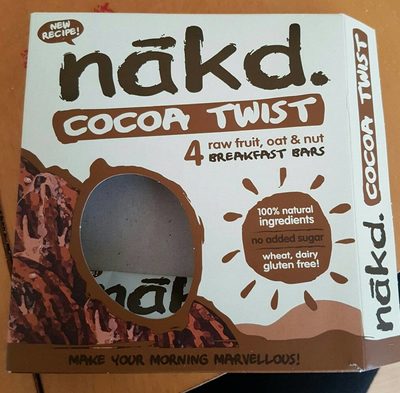 NEW
RECIPE!
nākd.
COCOA TWIST
4 raw fruit, oat & nut
BREAKFAST BARS
100% natural
ingredients
no added sugar
wheat, dairy
gluten free!
nākd
MAKE YOUR MORNING MARVELLOUS!
nākd. COCOA TWIST